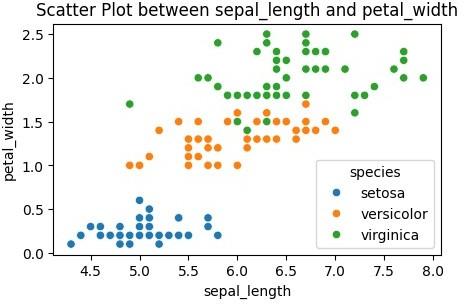 Scatter Plot between sepal_length and petal_width
2.5
2.0
1.5
1.0
0.5
0.0
petal_width
species
setosa
versicolor
virginica
4.5 5.0 5.5 6.0 6.5 7.0 7.5 8.0
sepal_length